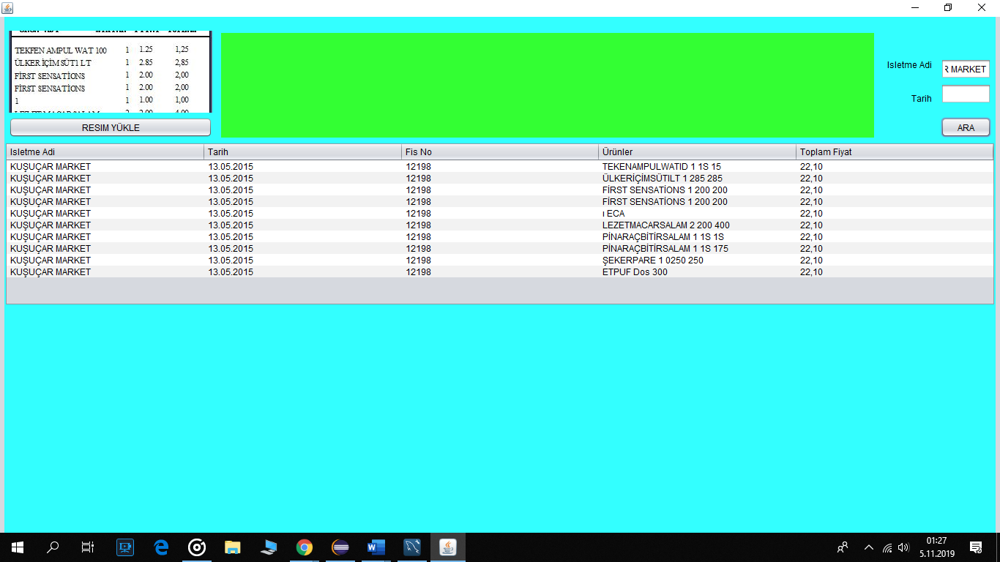 TEKFEN AMPUL WAT 100 1 1.25 1,25
ÜLKER İÇİM SÜT1 LT 1 2.85 2,85
FİRST SENSATİONS 1 2.00 2,00
FİRST SENSATİONS 1 2.00 2,00
1 1 1.00 1,00
RESIM YÜKLE
Isletme Adi R MARKET
Tarih
ARA
Isletme Adi Tarih Fis No Ürünler Toplam Fiyat
KUŞUÇAR MARKET 13.05.2015 12198 TEKENAMPULWATID 1 1S 15 22,10
KUŞUÇAR MARKET 13.05.2015 12198 ÜLKERİÇİMSÜTILT 1 285 285 22,10
KUŞUÇAR MARKET 13.05.2015 12198 FİRST SENSATİONS 1 200 200 22,10
KUŞUÇAR MARKET 13.05.2015 12198 FİRST SENSATİONS 1 200 200 22,10
KUŞUÇAR MARKET 13.05.2015 12198 ı ECA 22,10
KUŞUÇAR MARKET 13.05.2015 12198 LEZETMACARSALAM 2 200 400 22,10
KUŞUÇAR MARKET 13.05.2015 12198 PİNARAÇBİTİRSALAM 1 1S 1S 22,10
KUŞUÇAR MARKET 13.05.2015 12198 PİNARAÇBİTİRSALAM 1 1S 175 22,10
KUŞUÇAR MARKET 13.05.2015 12198 ŞEKERPARE 1 0250 250 22,10
KUŞUÇAR MARKET 13.05.2015 12198 ETPUF Dos 300 22,10
01:27
5.11.2019